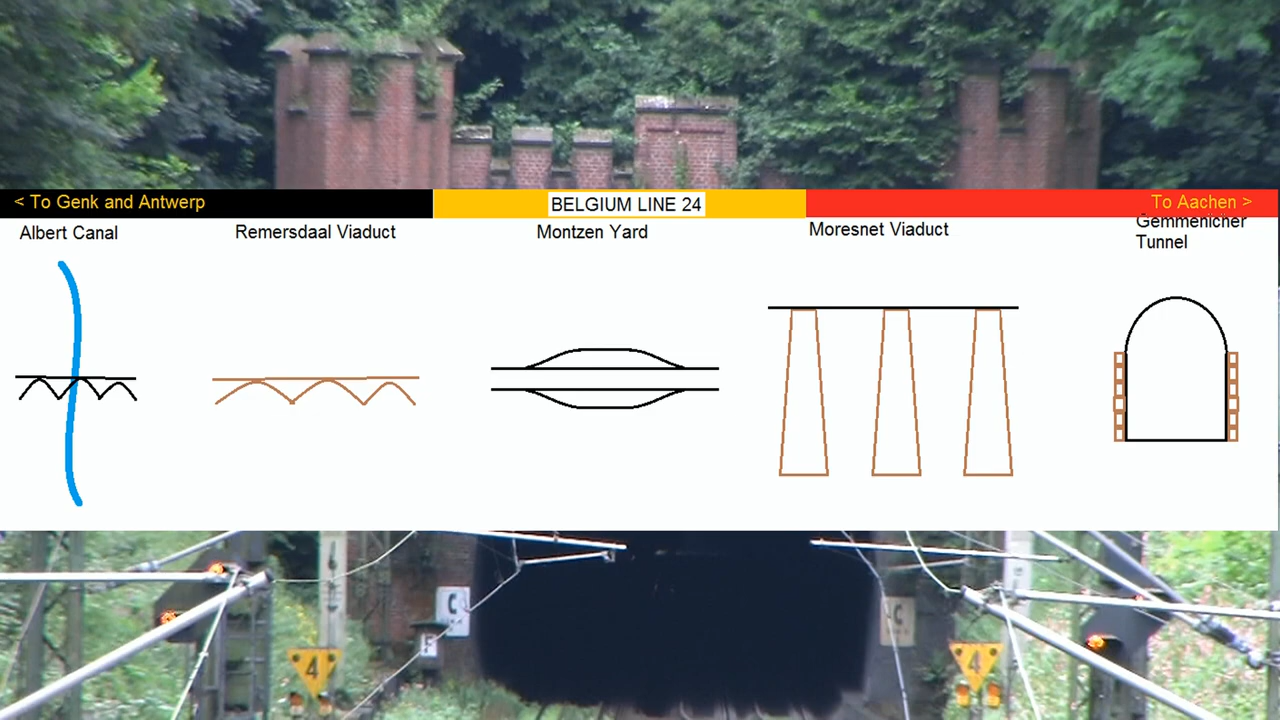 < To Genk and Antwerp
BELGIUM LINE 24
To Aachen >
Albert Canal
Remersdaal Viaduct
Montzen Yard
Moresnet Viaduct
Gemmenicher
Tunnel
C
F
C
4
4